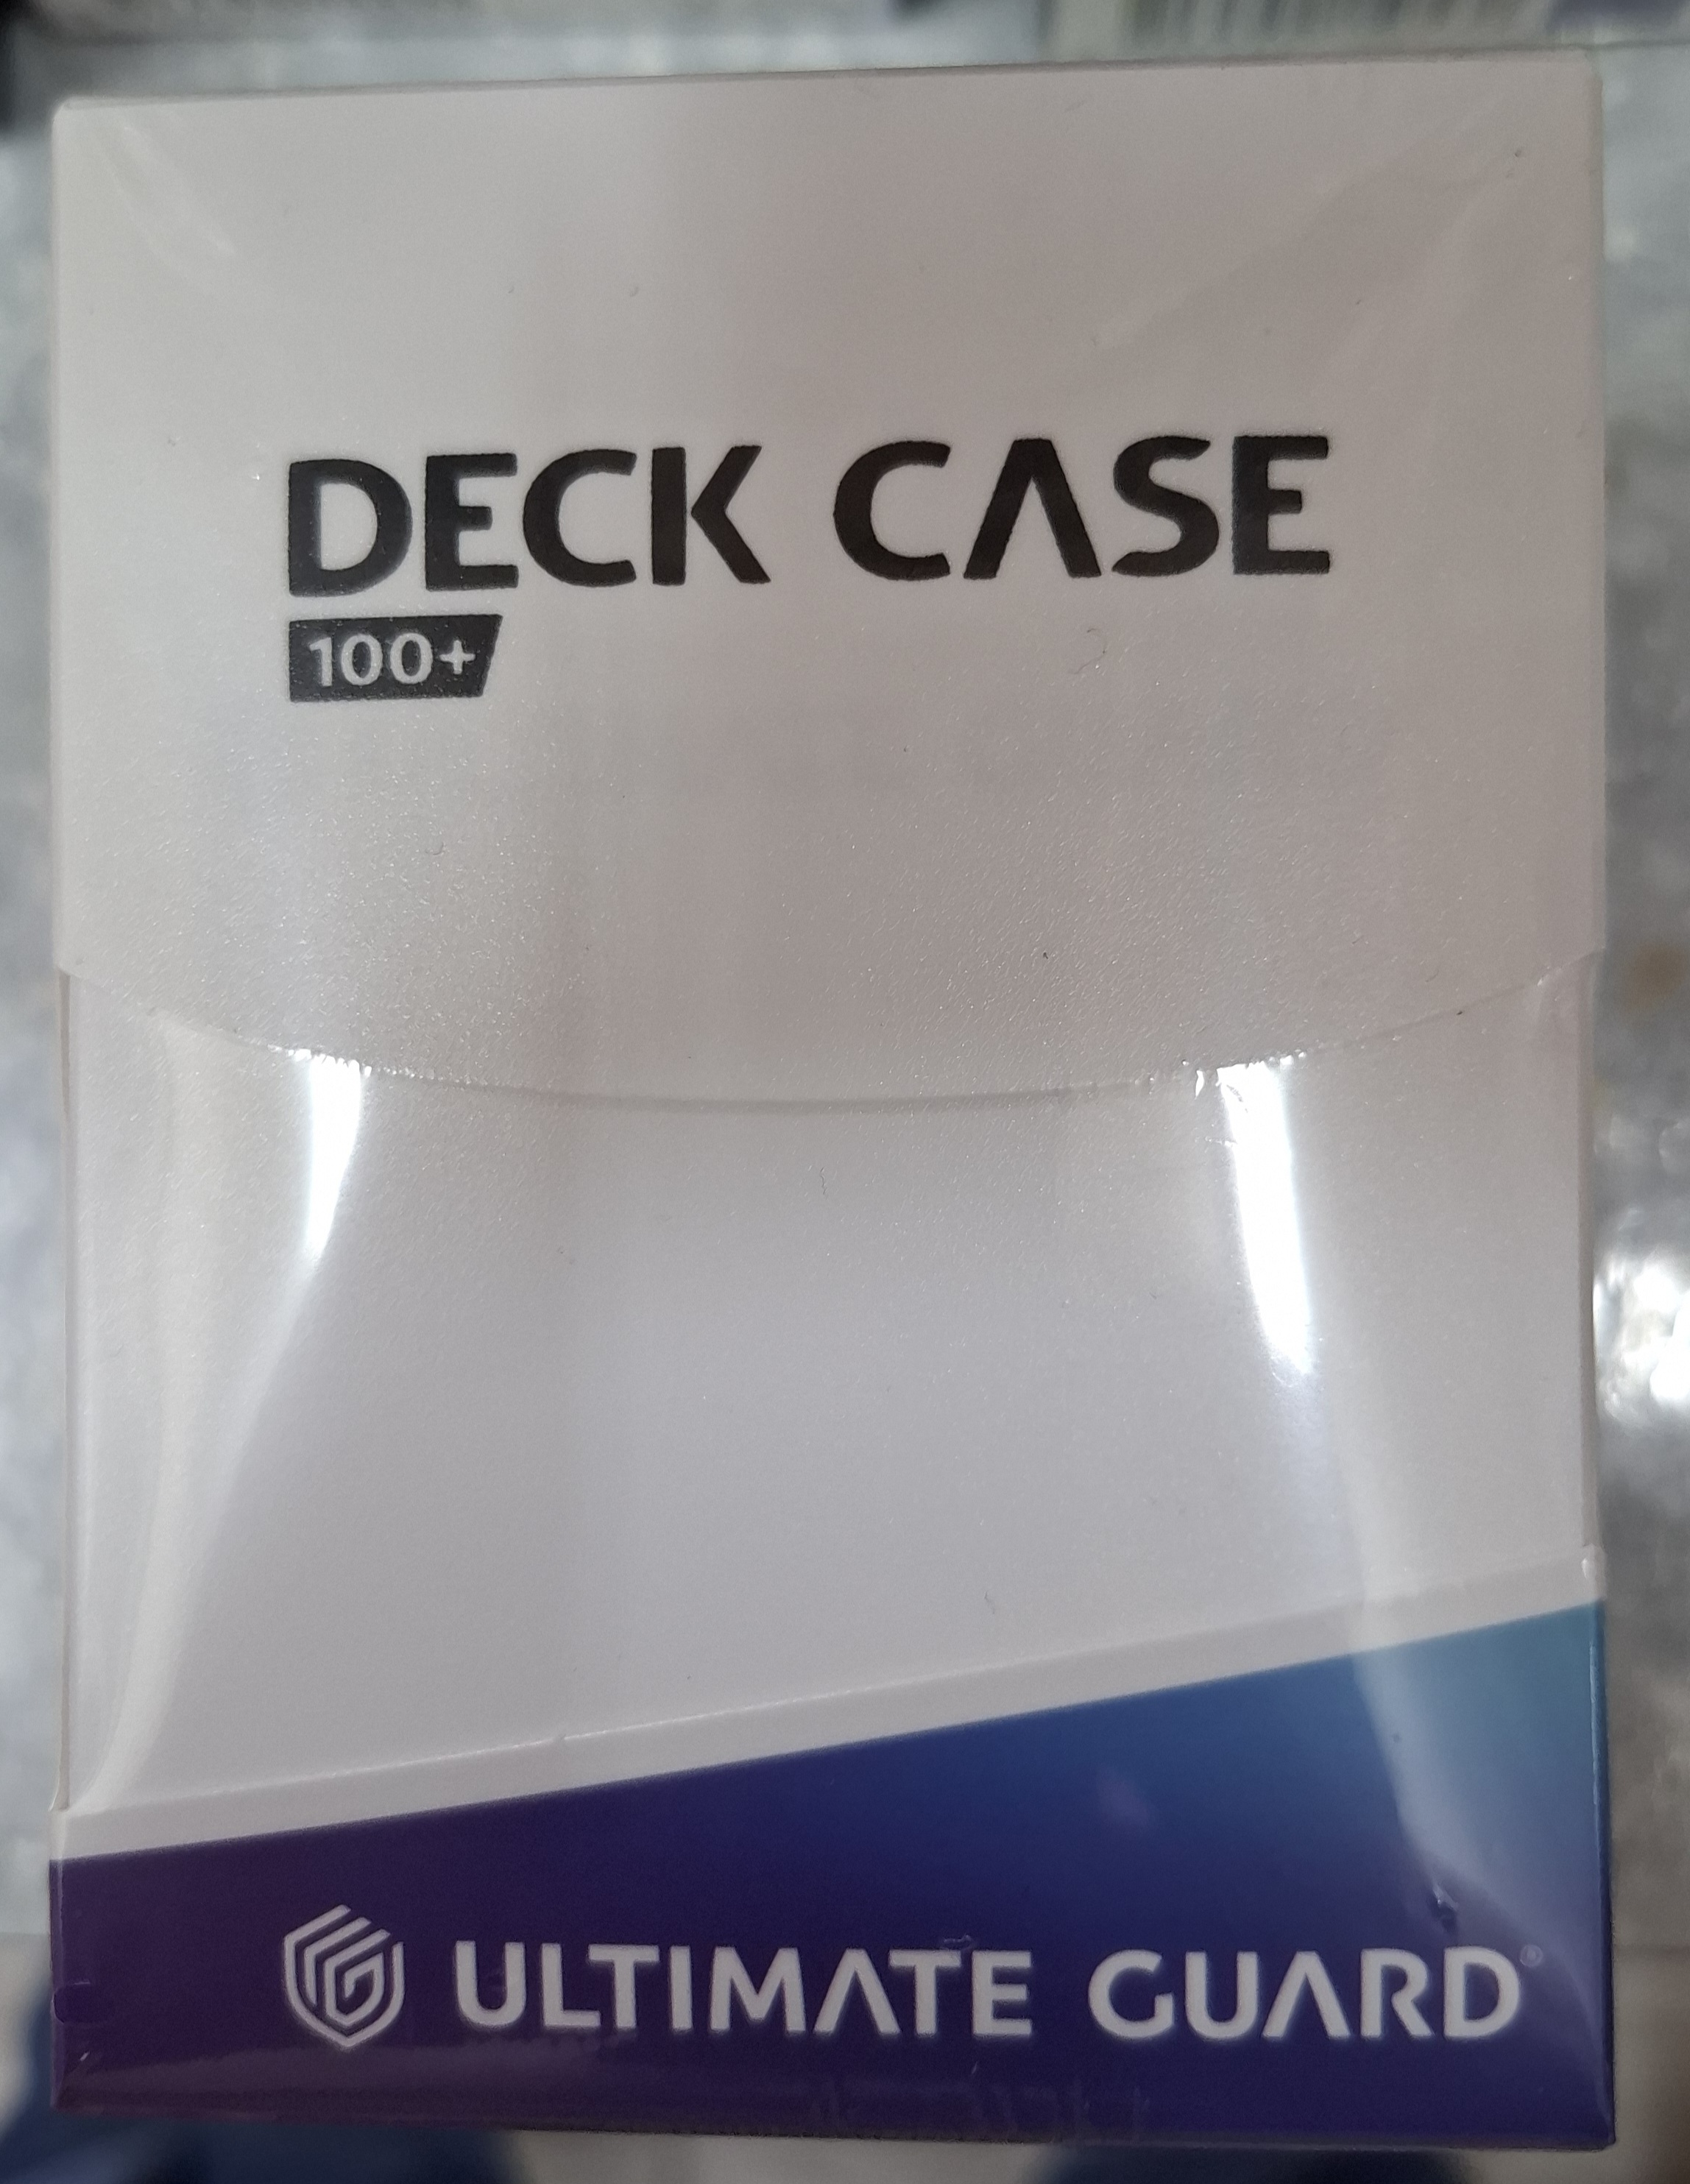 DECK CASE
100+
ULTIMATE GUARD®